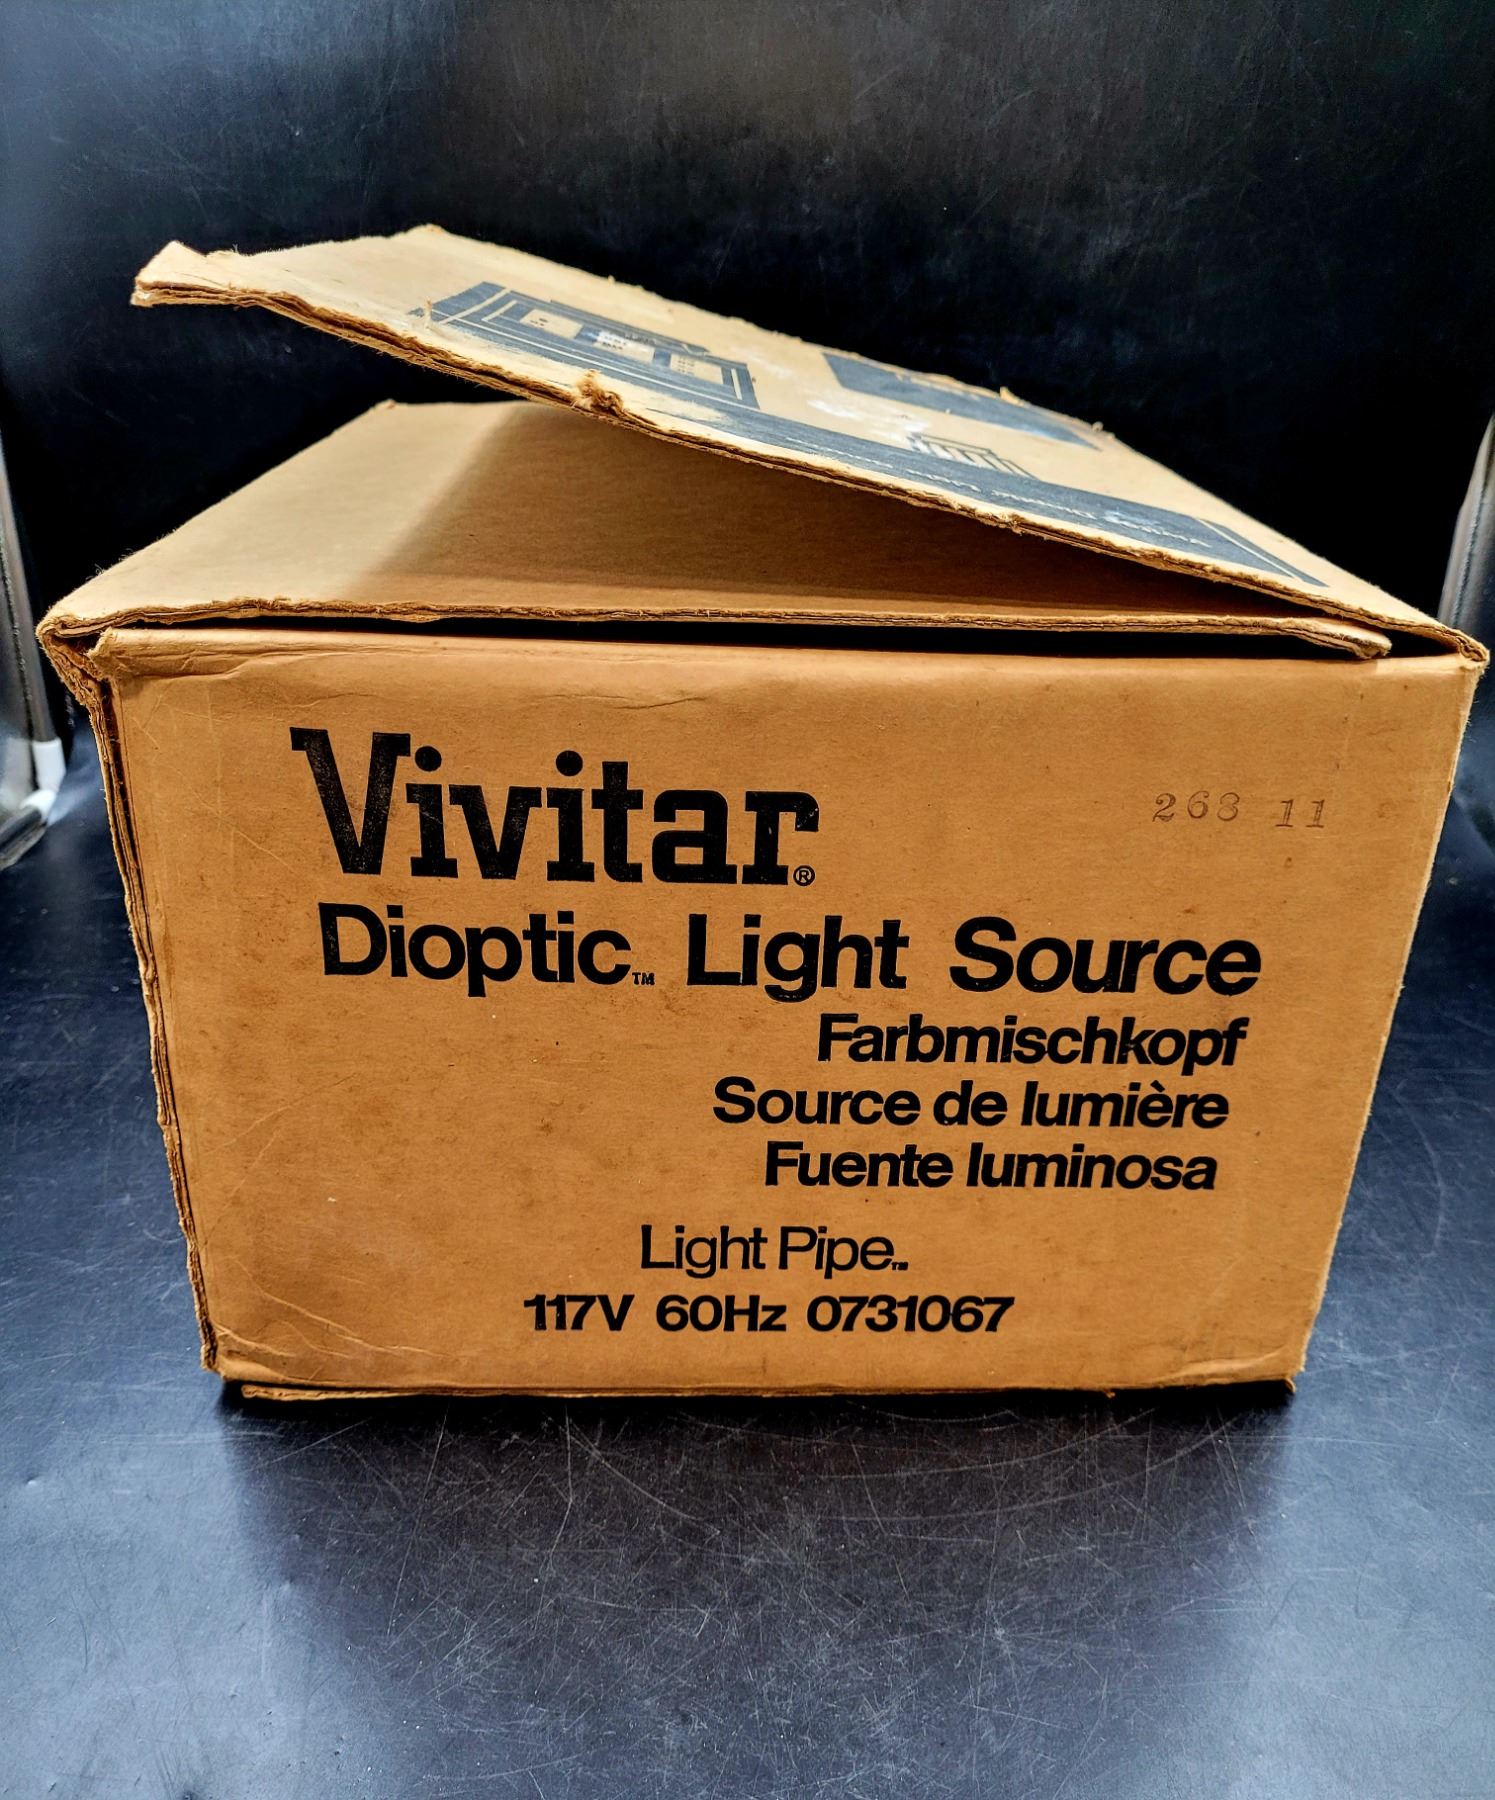 Vivitar®
268 11
Dioptic™ Light Source
Farbmischkopf
Source de lumière
Fuente luminosa
Light Pipe™
117V 60Hz 0731067